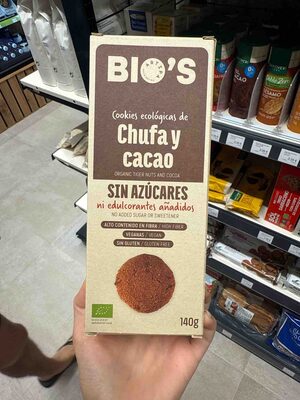 BIO'S
Cookies ecológicas de
Chufa y
cacao
ORGANIC TIGER NUTS AND COCOA
SIN AZÚCARES
ni edulcorantes añadidos
NO ADDED SUGAR OR SWEETENER
ALTO CONTENIDO EN FIBRA / HIGH FIBER
VEGANAS / VEGAN
SIN GLUTEN / GLUTEN FREE
140g